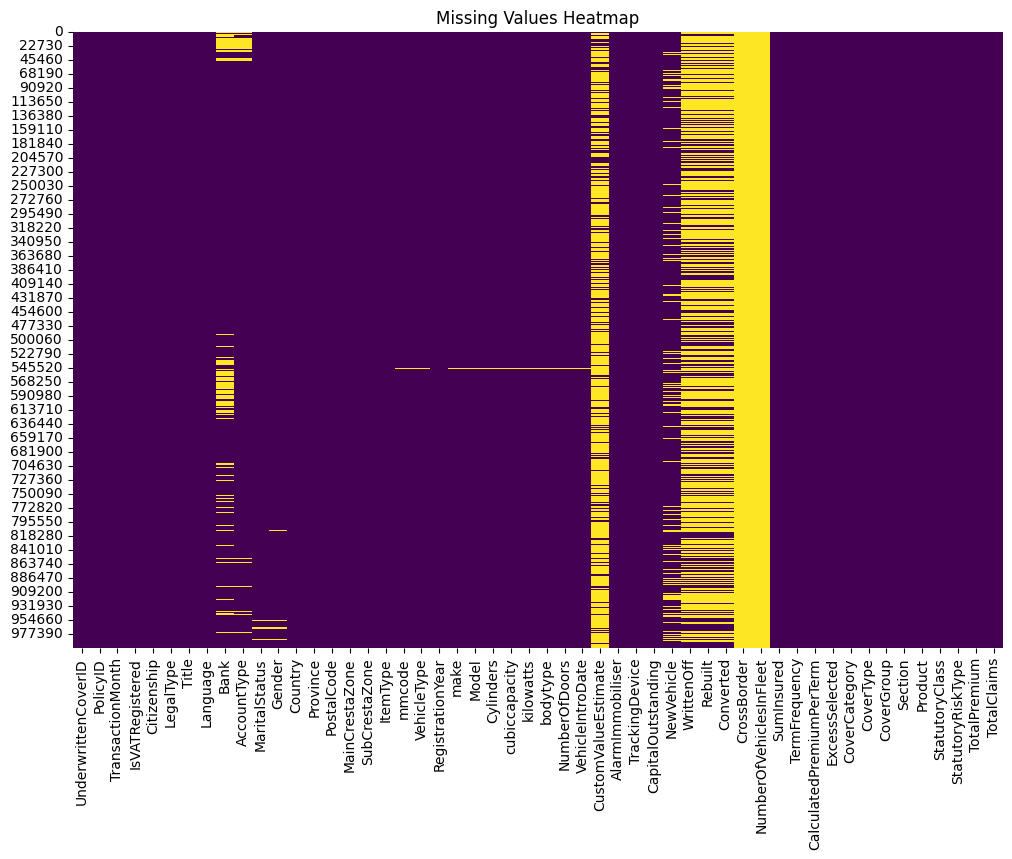 Missing Values Heatmap
0
22730
45460
68190
90920
113650
136380
159110
181840
204570
227300
250030
272760
295490
318220
340950
363680
386410
409140
431870
454600
477330
500060
522790
545520
568250
590980
613710
636440
659170
681900
704630
727360
750090
772820
795550
818280
841010
863740
886470
909200
931930
954660
977390
UnderwrittenCoverID
PolicyID
TransactionMonth
IsVATRegistered
Citizenship
LegalType
Title
Language
Bank
AccountType
MaritalStatus
Gender
Country
Province
PostalCode
MainCrestaZone
SubCrestaZone
ItemType
mmcode
VehicleType
RegistrationYear
make
Model
Cylinders
cubiccapacity
kilowatts
bodytype
NumberOfDoors
VehicleIntroDate
CustomValueEstimate
AlarmImmobiliser
TrackingDevice
CapitalOutstanding
NewVehicle
WrittenOff
Rebuilt
Converted
CrossBorder
NumberOfVehiclesInFleet
SumInsured
TermFrequency
CalculatedPremiumPerTerm
ExcessSelected
CoverCategory
CoverType
CoverGroup
Section
Product
StatutoryClass
StatutoryRiskType
TotalPremium
TotalClaims